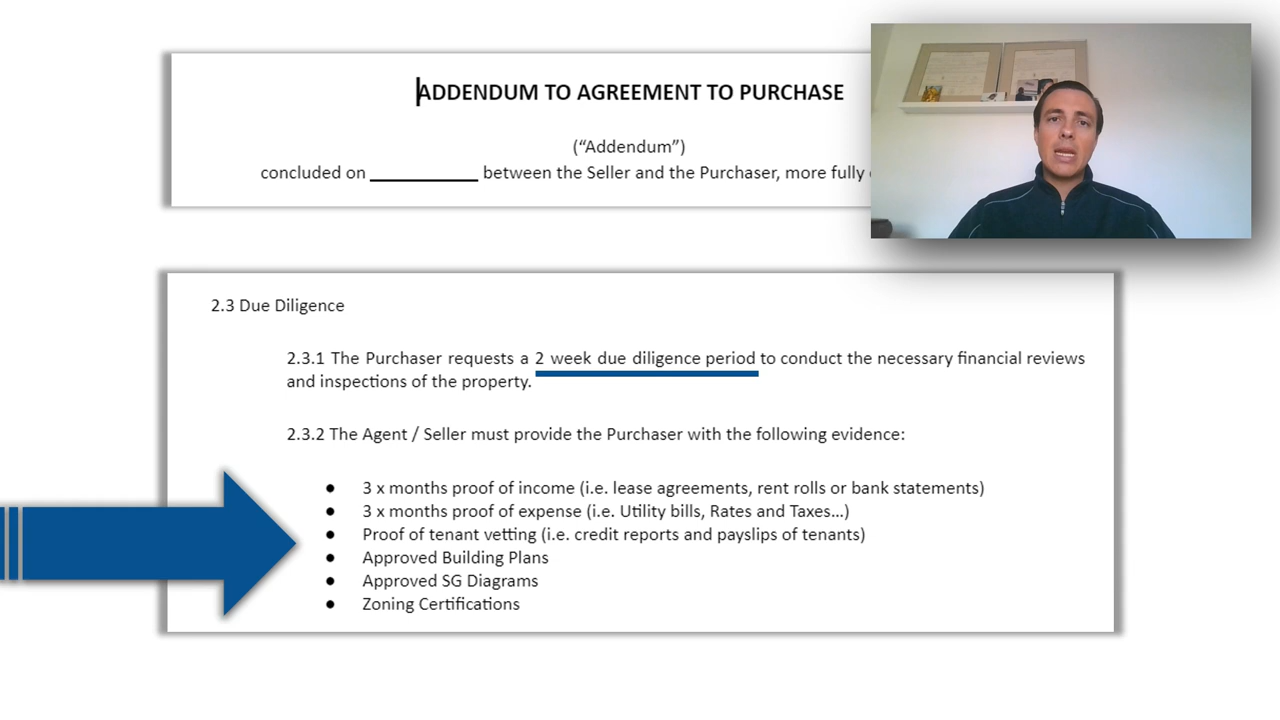 ADDENDUM TO AGREEMENT TO PURCHASE
(“Addendum”)
concluded on ___________ between the Seller and the Purchaser, more fully
2.3 Due Diligence
2.3.1 The Purchaser requests a 2 week due diligence period to conduct the necessary financial reviews
and inspections of the property.
2.3.2 The Agent / Seller must provide the Purchaser with the following evidence:
● 3 x months proof of income (i.e. lease agreements, rent rolls or bank statements)
● 3 x months proof of expense (i.e. Utility bills, Rates and Taxes...)
● Proof of tenant vetting (i.e. credit reports and payslips of tenants)
● Approved Building Plans
● Approved SG Diagrams
● Zoning Certifications